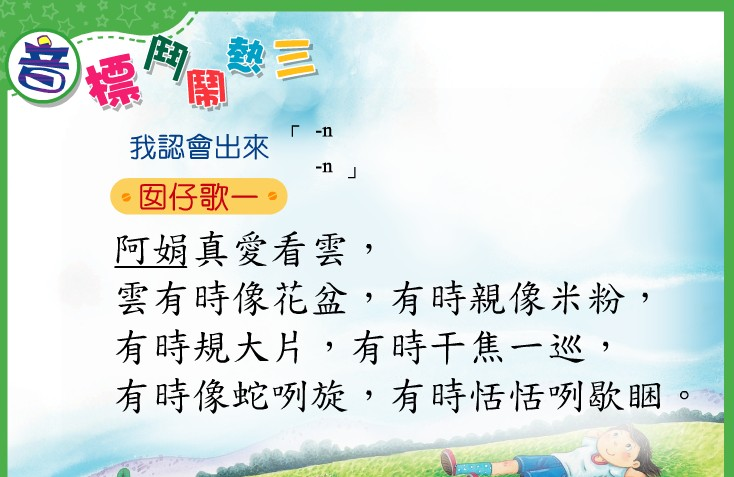 音標鬥鬧熱三
我認會出來「 -n
-n 」
囡仔歌一
阿娟真愛看雲，
雲有時像花盆，有時親像米粉，
有時規大片，有時干焦一巡，
有時像蛇咧旋，有時恬恬咧歇睏。